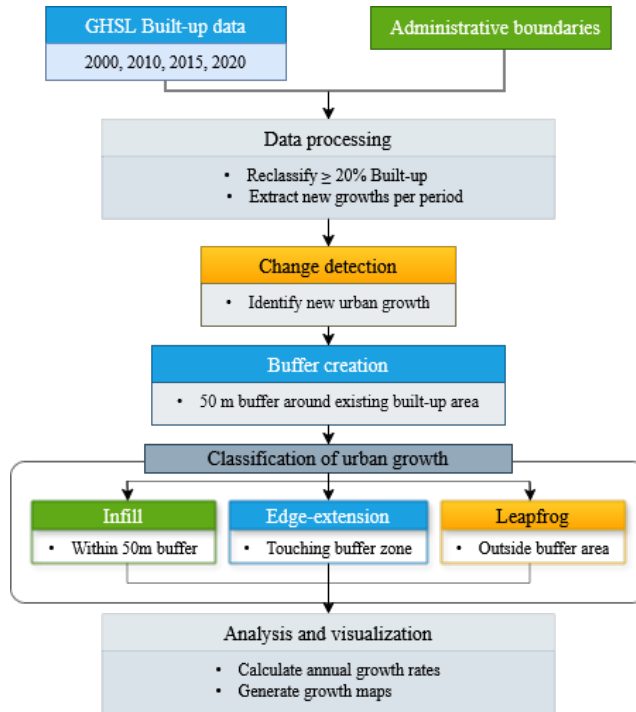 GHSL Built-up data
2000, 2010, 2015, 2020
Administrative boundaries
Data processing
• Reclassify ≥ 20% Built-up
• Extract new growths per period
Change detection
• Identify new urban growth
Buffer creation
• 50 m buffer around existing built-up area
Classification of urban growth
Infill
• Within 50m buffer
Edge-extension
• Touching buffer zone
Leapfrog
• Outside buffer area
Analysis and visualization
• Calculate annual growth rates
• Generate growth maps